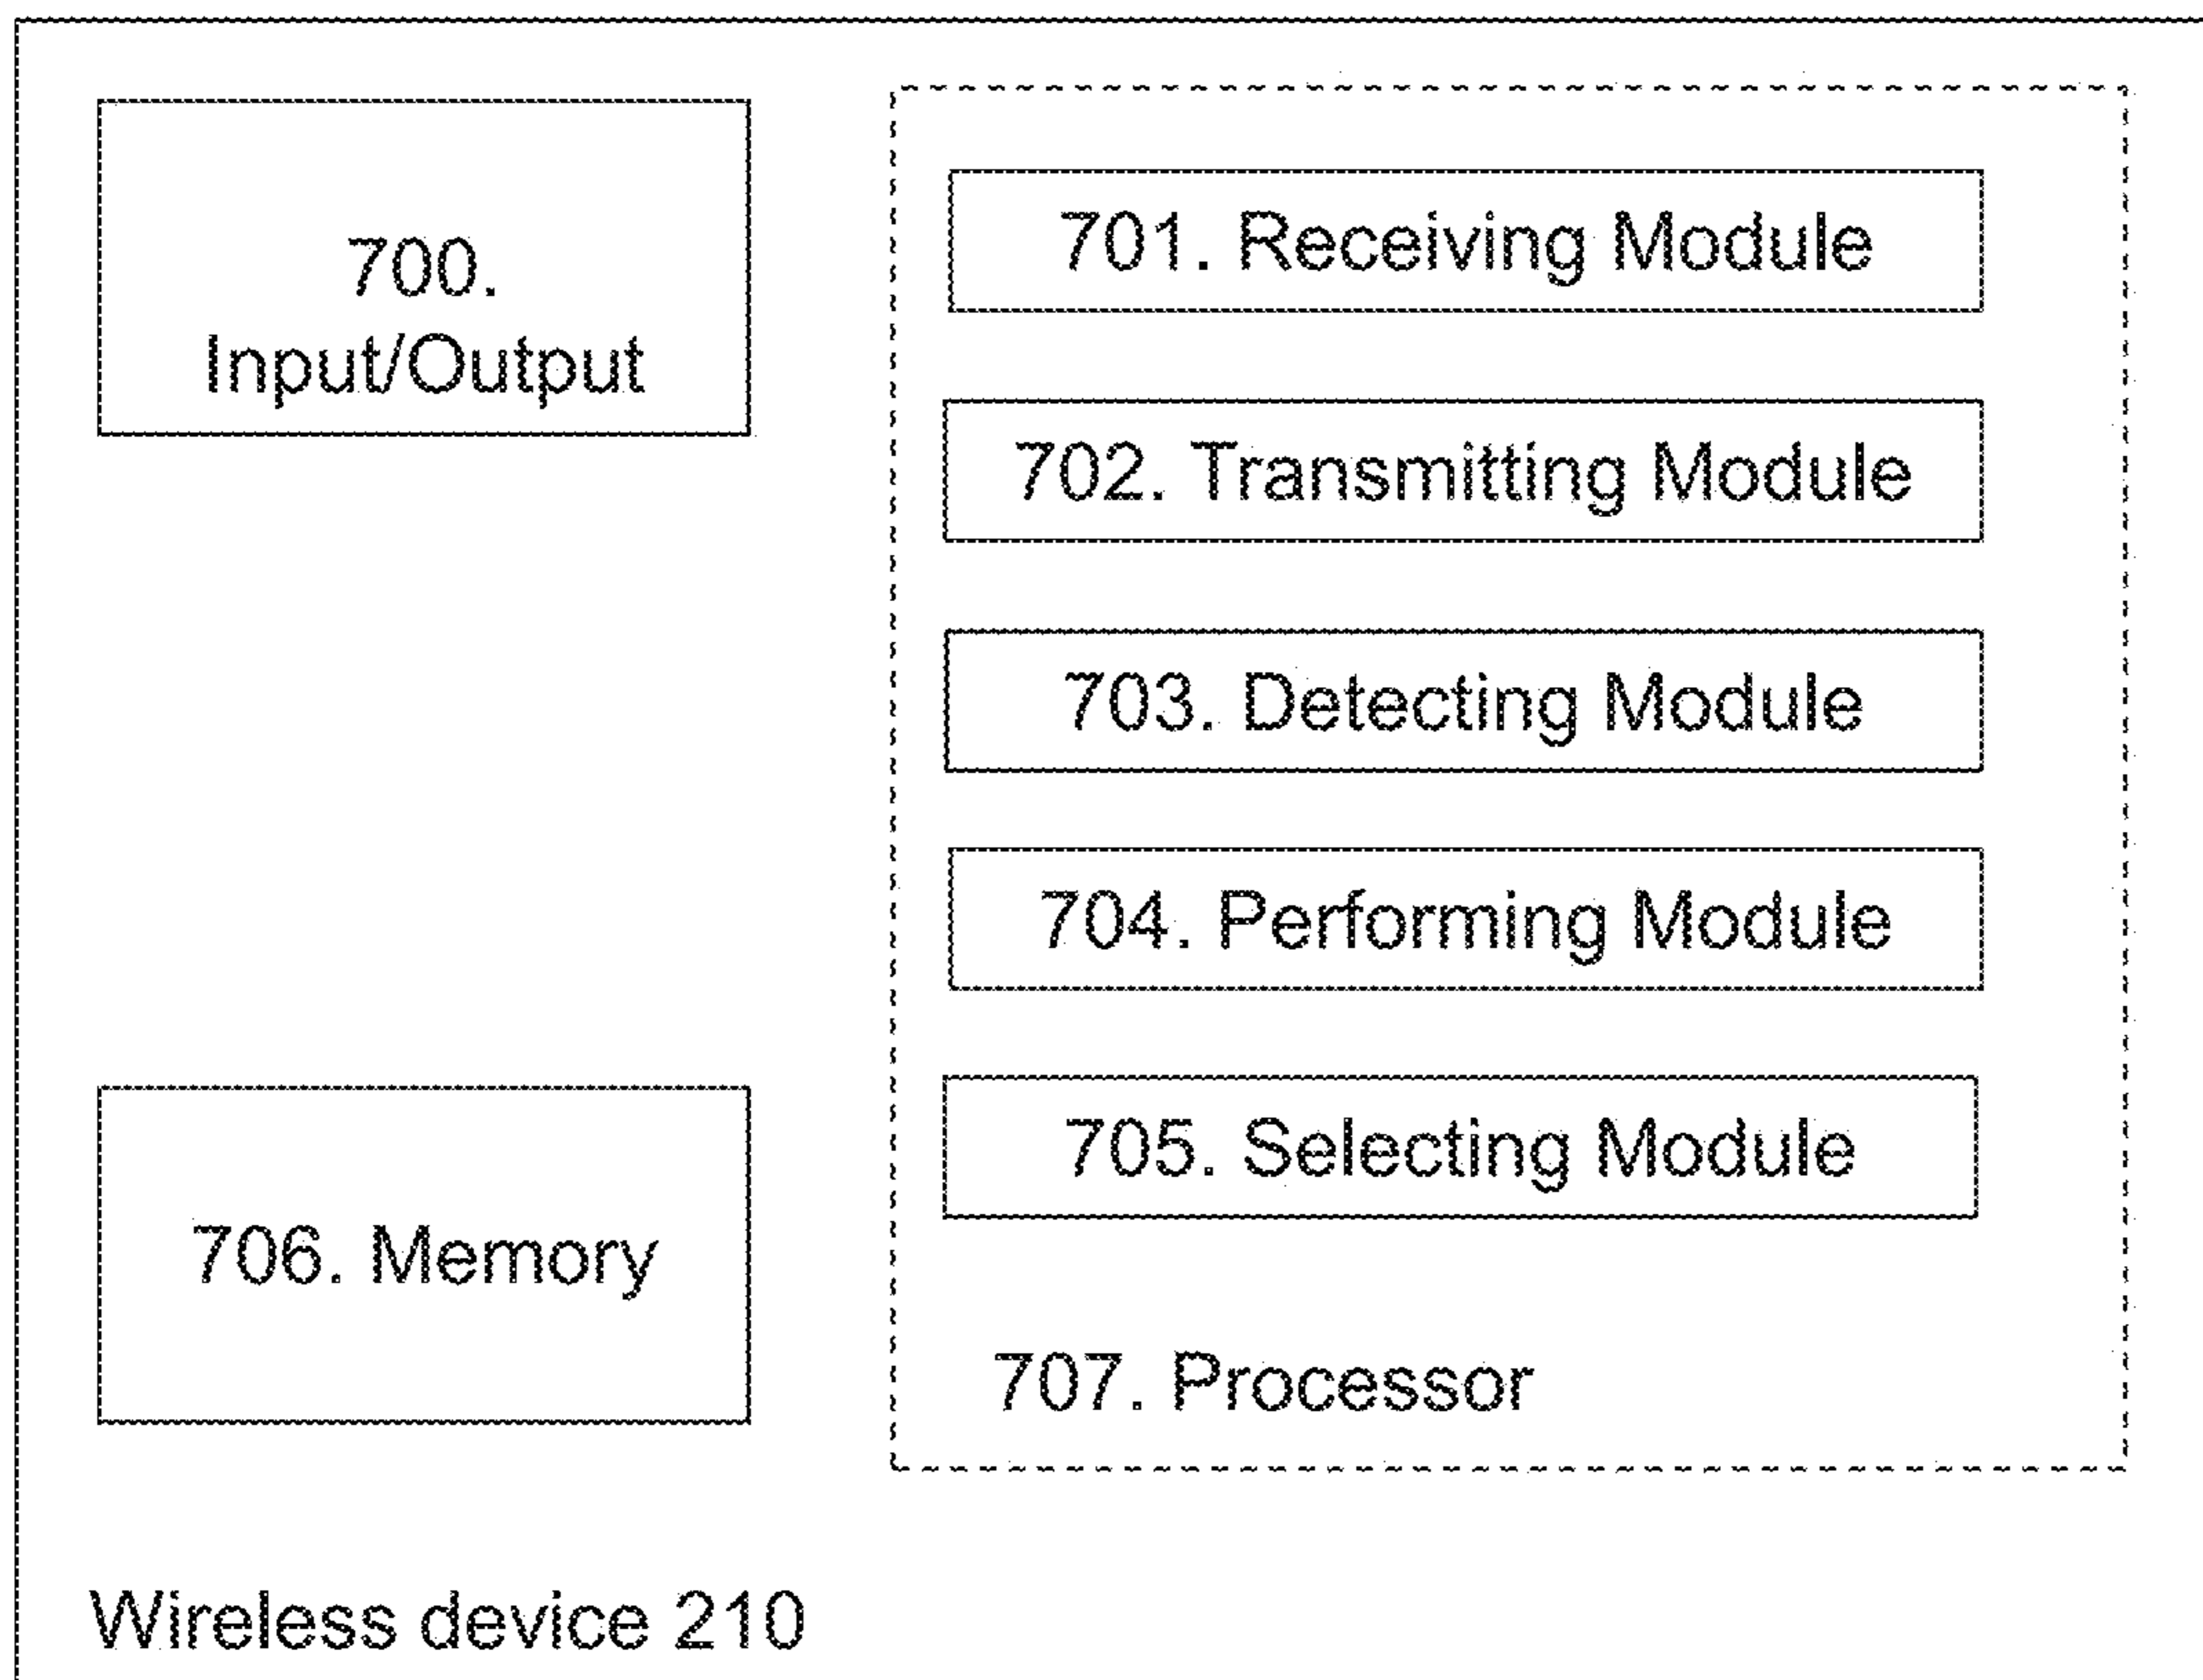 700.
Input/Output
701. Receiving Module
702. Transmitting Module
703. Detecting Module
704. Performing Module
705. Selecting Module
706. Memory
707. Processor
Wireless device 210